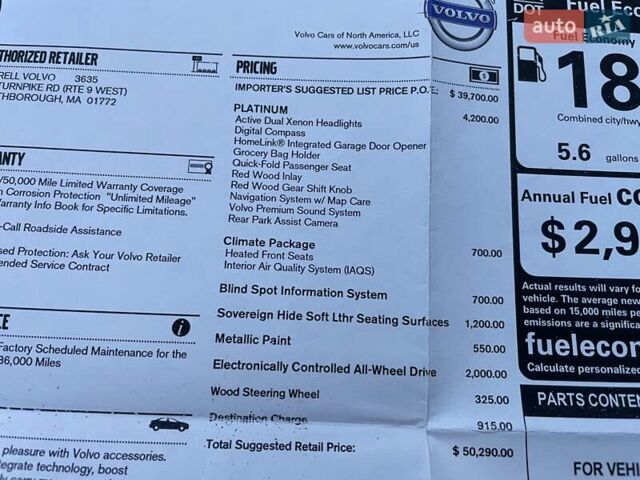 Volvo Cars of North America, LLC
www.volvocars.com/us
VOLVO
DOT
Fuel Eco
auto
RIA
Fuel Economy
THORIZED RETAILER
RELL VOLVO 3635
TURNPIKE RD (RTE 9 WEST)
THBOROUGH, MA 01772
PRICING
IMPORTER'S SUGGESTED LIST PRICE P.O.E: $ 39,700.00
PLATINUM 4,200.00
Active Dual Xenon Headlights
Digital Compass
HomeLink® Integrated Garage Door Opener
Grocery Bag Holder
Quick-Fold Passenger Seat
Red Wood Inlay
Red Wood Gear Shift Knob
Navigation System w/ Map Care
Volvo Premium Sound System
Rear Park Assist Camera
Climate Package 700.00
Heated Front Seats
Interior Air Quality System (IAQS)
Blind Spot Information System 700.00
Sovereign Hide Soft Lthr Seating Surfaces 1,200.00
Metallic Paint 550.00
Electronically Controlled All-Wheel Drive 2,000.00
Wood Steering Wheel 325.00
Destination Charge 915.00
Total Suggested Retail Price: $ 50,290.00
ANTY
/50,000 Mile Limited Warranty Coverage
n Corrosion Protection "Unlimited Mileage"
Warranty Info Book for Specific Limitations.
-Call Roadside Assistance
sed Protection: Ask Your Volvo Retailer
ended Service Contract
CE
Factory Scheduled Maintenance for the
36,000 Miles
pleasure with Volvo accessories.
tegrate technology, boost
18
Combined city/hwy
5.6 gallons
Annual Fuel CO
$2,9
Actual results will vary fo
vehicle. The average new
based on 15,000 miles pe
emissions are a significa
fuelecon
Calculate personalized
PARTS CONTEN
FOR VEHI